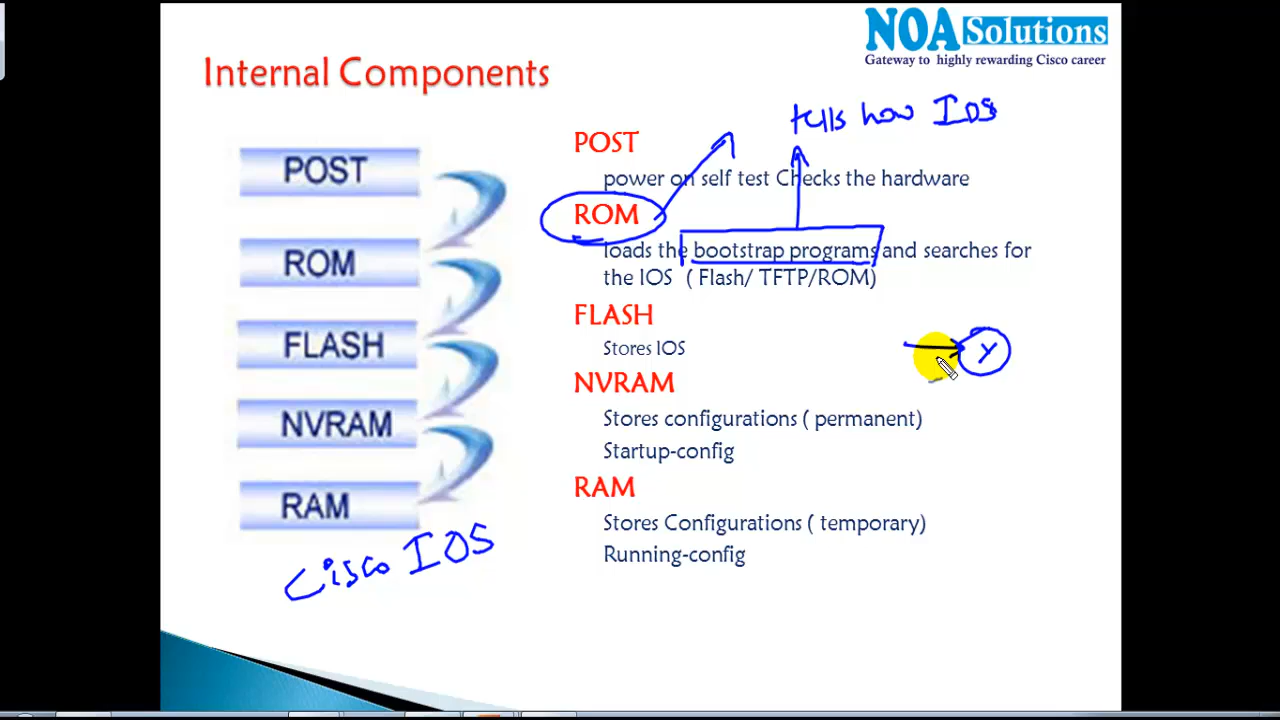 NOA Solutions
Gateway to highly rewarding Cisco career
Internal Components
tells how IOS
POST
power on self test Checks the hardware
ROM
loads the bootstrap programs and searches for
the IOS ( Flash/ TFTP/ROM)
FLASH
Stores IOS
Y
NVRAM
Stores configurations ( permanent)
Startup-config
RAM
Stores Configurations ( temporary)
Running-config
POST
ROM
FLASH
NVRAM
RAM
Cisco IOS